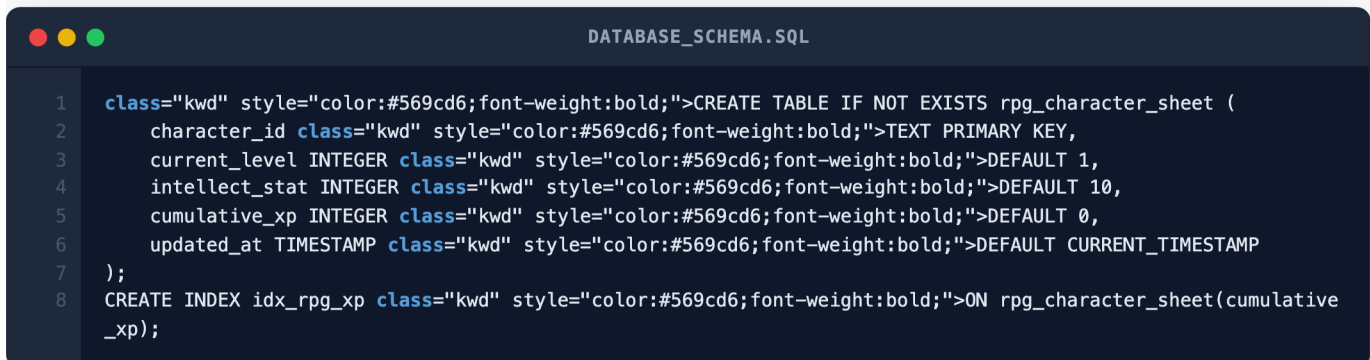 DATABASE_SCHEMA.SQL
1 class="kwd" style="color:#569cd6;font-weight:bold;">CREATE TABLE IF NOT EXISTS rpg_character_sheet (
2     character_id class="kwd" style="color:#569cd6;font-weight:bold;">TEXT PRIMARY KEY,
3     current_level INTEGER class="kwd" style="color:#569cd6;font-weight:bold;">DEFAULT 1,
4     intellect_stat INTEGER class="kwd" style="color:#569cd6;font-weight:bold;">DEFAULT 10,
5     cumulative_xp INTEGER class="kwd" style="color:#569cd6;font-weight:bold;">DEFAULT 0,
6     updated_at TIMESTAMP class="kwd" style="color:#569cd6;font-weight:bold;">DEFAULT CURRENT_TIMESTAMP
7 );
8 CREATE INDEX idx_rpg_xp class="kwd" style="color:#569cd6;font-weight:bold;">ON rpg_character_sheet(cumulative
_xp);